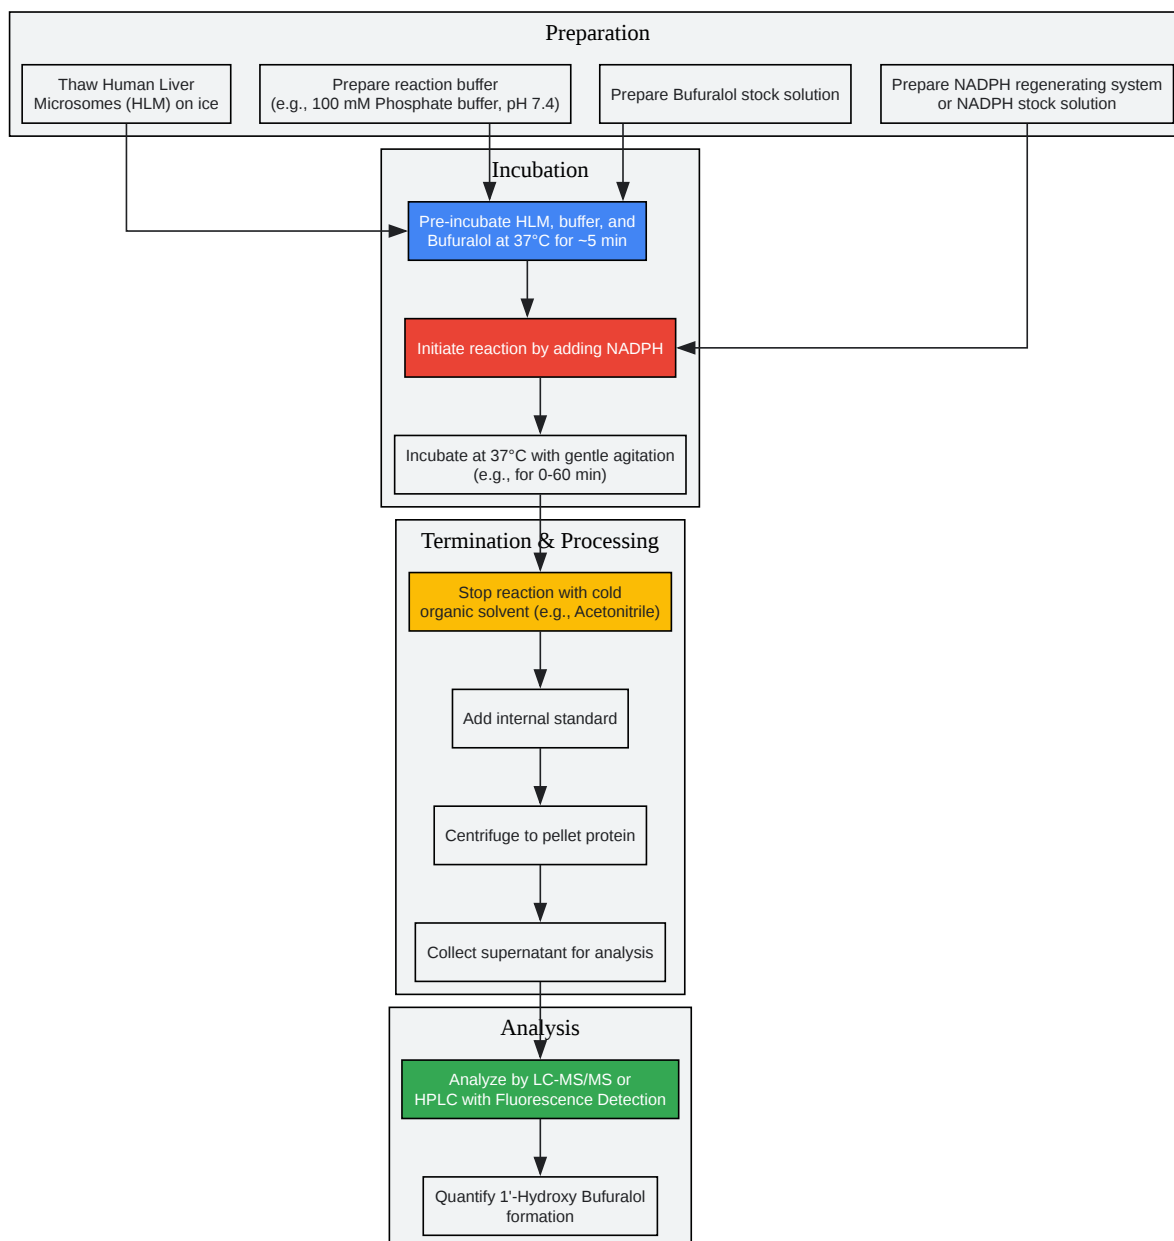 Preparation
Thaw Human Liver
Microsomes (HLM) on ice
Prepare reaction buffer
(e.g., 100 mM Phosphate buffer, pH 7.4)
Prepare Bufuralol stock solution
Prepare NADPH regenerating system
or NADPH stock solution
Incubation
Pre-incubate HLM, buffer, and
Bufuralol at 37°C for ~5 min
Initiate reaction by adding NADPH
Incubate at 37°C with gentle agitation
(e.g., for 0-60 min)
Termination & Processing
Stop reaction with cold
organic solvent (e.g., Acetonitrile)
Add internal standard
Centrifuge to pellet protein
Collect supernatant for analysis
Analysis
Analyze by LC-MS/MS or
HPLC with Fluorescence Detection
Quantify 1'-Hydroxy Bufuralol
formation